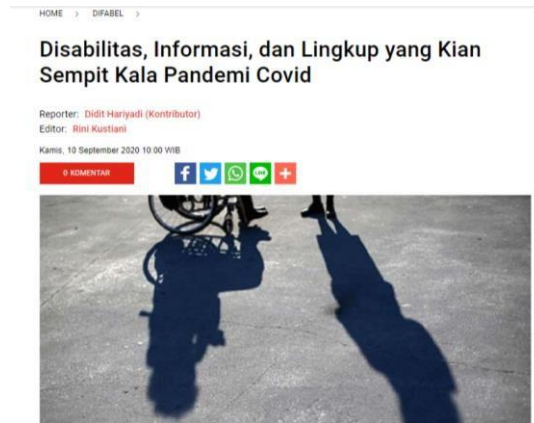 HOME > DIFABEL >
Disabilitas, Informasi, dan Lingkup yang Kian
Sempit Kala Pandemi Covid
Reporter: Didit Hariyadi (Kontributor)
Editor: Rini Kustiani
Kamis, 10 September 2020 10:00 WIB
0 KOMENTAR
LINE